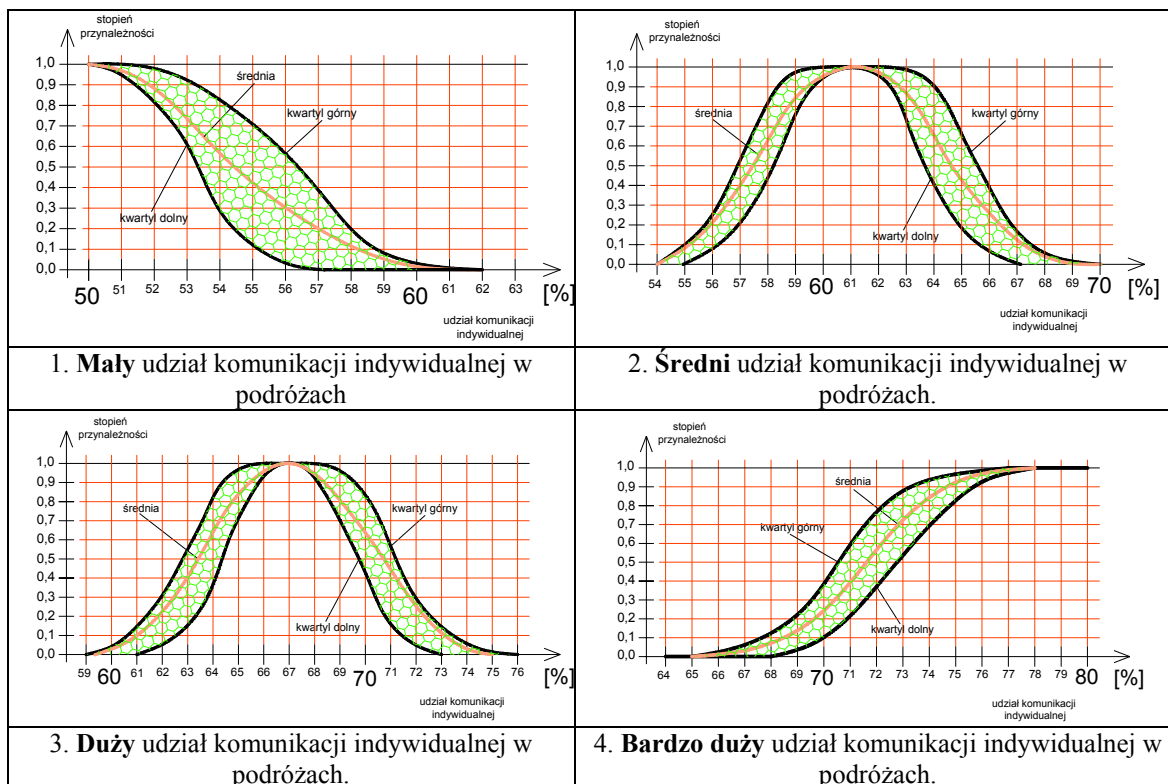 stopień
przynależności
1,0
0,9
0,8
0,7
0,6
0,5
0,4
0,3
0,2
0,1
0,0
średnia
kwartyl górny
kwartyl dolny
50 51 52 53 54 55 56 57 58 59 60 61 62 63 [%]
udział komunikacji
indywidualnej
1. Mały udział komunikacji indywidualnej w
podróżach
stopień
przynależności
1,0
0,9
0,8
0,7
0,6
0,5
0,4
0,3
0,2
0,1
0,0
średnia
kwartyl górny
kwartyl dolny
54 55 56 57 58 59 60 61 62 63 64 65 66 67 68 69 70 [%]
udział komunikacji
indywidualnej
2. Średni udział komunikacji indywidualnej w
podróżach.
stopień
przynależności
1,0
0,9
0,8
0,7
0,6
0,5
0,4
0,3
0,2
0,1
0,0
średnia
kwartyl górny
kwartyl dolny
59 60 61 62 63 64 65 66 67 68 69 70 71 72 73 74 75 76 [%]
udział komunikacji
indywidualnej
3. Duży udział komunikacji indywidualnej w
podróżach.
stopień
przynależności
1,0
0,9
0,8
0,7
0,6
0,5
0,4
0,3
0,2
0,1
0,0
średnia
kwartyl górny
kwartyl dolny
64 65 66 67 68 69 70 71 72 73 74 75 76 77 78 79 80 [%]
udział komunikacji
indywidualnej
4. Bardzo duży udział komunikacji indywidualnej w
podróżach.